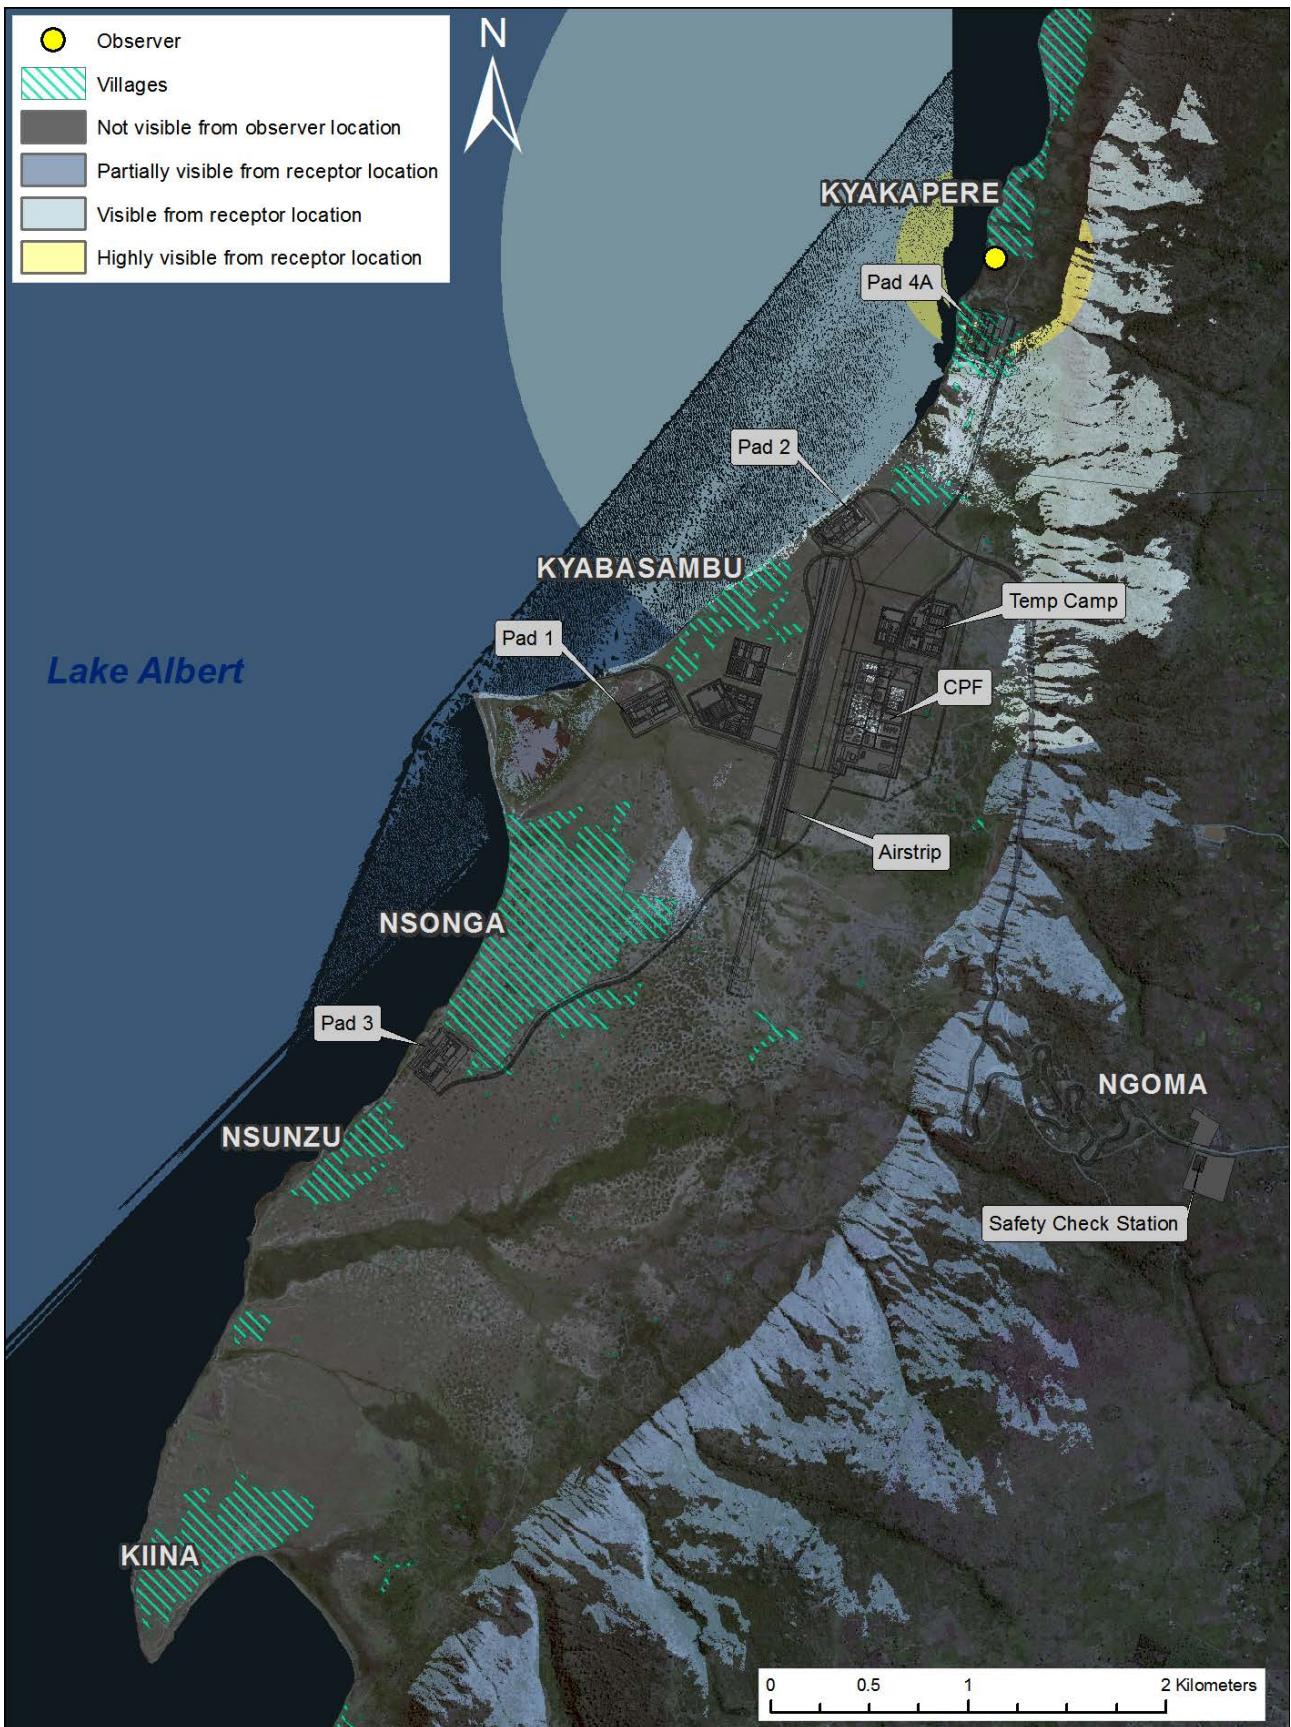 Observer
Villages
Not visible from observer location
Partially visible from receptor location
Visible from receptor location
Highly visible from receptor location
N
KYAKAPERE
Pad 4A
Pad 2
KYABASAMBU
Temp Camp
Pad 1
Lake Albert
CPF
Airstrip
NSONGA
Pad 3
NGOMA
NSUNZU
Safety Check Station
KIINA
0 0.5 1 2 Kilometers